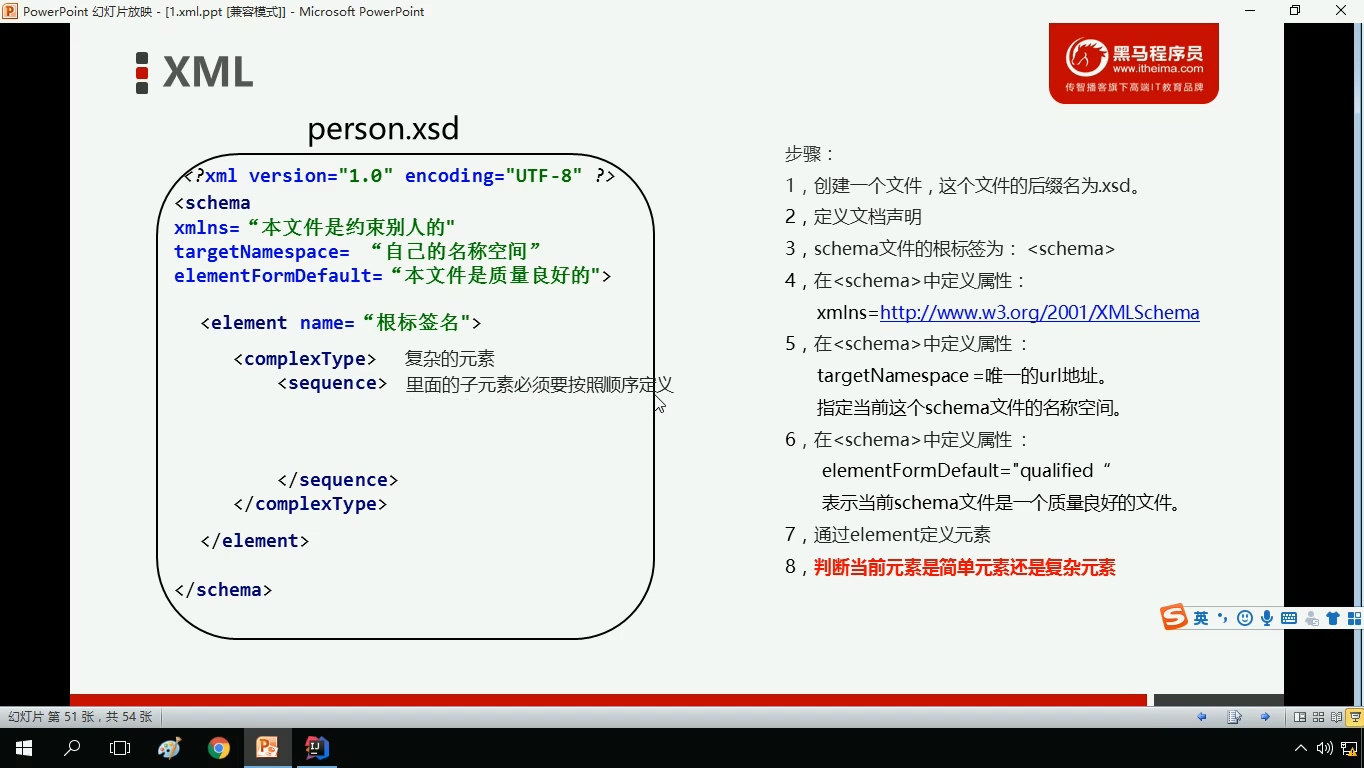 PowerPoint 幻灯片放映 - [1.xml.ppt [兼容模式]] - Microsoft PowerPoint
XML
黑马程序员
www.itheima.com
传智播客旗下高端IT教育品牌
person.xsd
<?xml version="1.0" encoding="UTF-8" ?>
<schema
xmlns=“本文件是约束别人的"
targetNamespace= “自己的名称空间”
elementFormDefault=“本文件是质量良好的">
<element name=“根标签名">
<complexType> 复杂的元素
<sequence> 里面的子元素必须要按照顺序定义
</sequence>
</complexType>
</element>
</schema>
步骤：
1，创建一个文件，这个文件的后缀名为.xsd。
2，定义文档声明
3，schema文件的根标签为： <schema>
4，在<schema>中定义属性：
xmlns=http://www.w3.org/2001/XMLSchema
5，在<schema>中定义属性 ：
targetNamespace =唯一的url地址。
指定当前这个schema文件的名称空间。
6，在<schema>中定义属性 ：
elementFormDefault="qualified“
表示当前schema文件是一个质量良好的文件。
7，通过element定义元素
8，判断当前元素是简单元素还是复杂元素
英
幻灯片 第 51 张，共 54 张